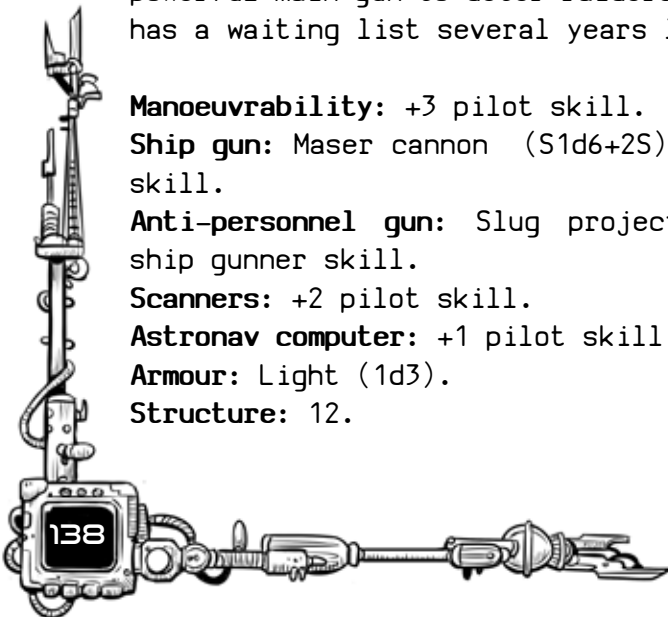 has a waiting list several years
Manoeuvrability: +3 pilot skill.
Ship gun: Maser cannon (S1d6+2S)
skill.
Anti-personnel gun: Slug
ship gunner skill.
Scanners: +2 pilot skill.
Astronav computer: +1 pilot skill
Armour: Light (1d3).
Structure: 12.
138